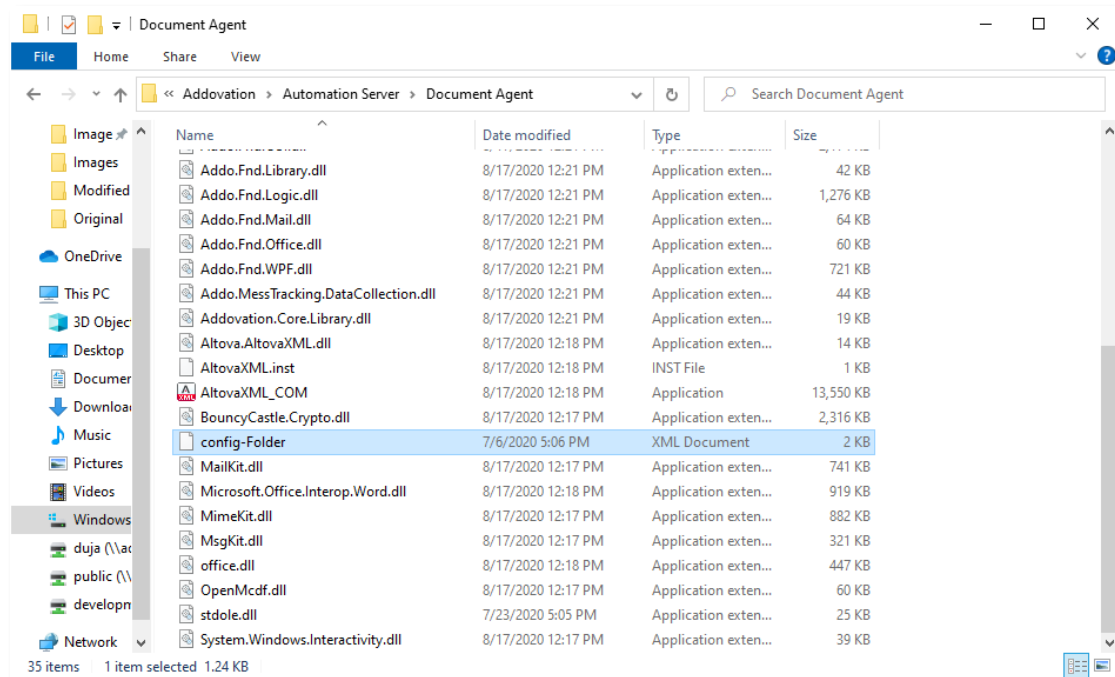 Document Agent
File Home Share View
« Addovation › Automation Server › Document Agent Search Document Agent
Name Date modified Type Size
Image
Images
Modified
Original
OneDrive
This PC
3D Objec
Desktop
Documen
Downloa
Music
Pictures
Videos
Windows
duja (\\ad
public (\\
developm
Network
Addo.Fnd.Library.dll 8/17/2020 12:21 PM Application exten... 42 KB
Addo.Fnd.Logic.dll 8/17/2020 12:21 PM Application exten... 1,276 KB
Addo.Fnd.Mail.dll 8/17/2020 12:21 PM Application exten... 64 KB
Addo.Fnd.Office.dll 8/17/2020 12:21 PM Application exten... 60 KB
Addo.Fnd.WPF.dll 8/17/2020 12:21 PM Application exten... 721 KB
Addo.MessTracking.DataCollection.dll 8/17/2020 12:21 PM Application exten... 44 KB
Addovation.Core.Library.dll 8/17/2020 12:21 PM Application exten... 19 KB
Altova.AltovaXML.dll 8/17/2020 12:18 PM Application exten... 14 KB
AltovaXML.inst 8/17/2020 12:18 PM INST File 1 KB
AltovaXML_COM 8/17/2020 12:18 PM Application 13,550 KB
BouncyCastle.Crypto.dll 8/17/2020 12:17 PM Application exten... 2,316 KB
config-Folder 7/6/2020 5:06 PM XML Document 2 KB
MailKit.dll 8/17/2020 12:17 PM Application exten... 741 KB
Microsoft.Office.Interop.Word.dll 8/17/2020 12:18 PM Application exten... 919 KB
MimeKit.dll 8/17/2020 12:17 PM Application exten... 882 KB
MsgKit.dll 8/17/2020 12:17 PM Application exten... 321 KB
office.dll 8/17/2020 12:18 PM Application exten... 447 KB
OpenMcdf.dll 8/17/2020 12:17 PM Application exten... 60 KB
stdole.dll 7/23/2020 5:05 PM Application exten... 25 KB
System.Windows.Interactivity.dll 8/17/2020 12:17 PM Application exten... 39 KB
35 items 1 item selected 1.24 KB